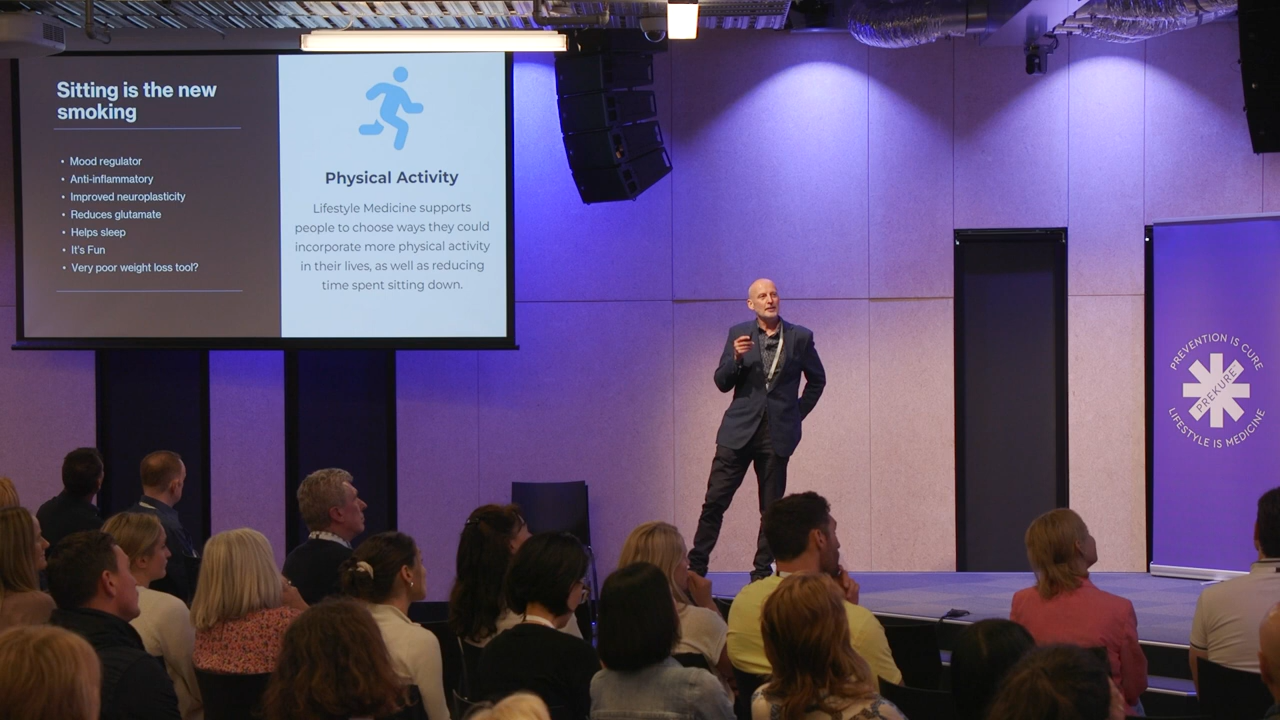 Sitting is the new
smoking
• Mood regulator
• Anti-inflammatory
• Improved neuroplasticity
• Reduces glutamate
• Helps sleep
• It's Fun
• Very poor weight loss tool?
Physical Activity
Lifestyle Medicine supports
people to choose ways they could
incorporate more physical activity
in their lives, as well as reducing
time spent sitting down.
PREVENTION IS CURE
PREKURE
LIFESTYLE IS MEDICINE